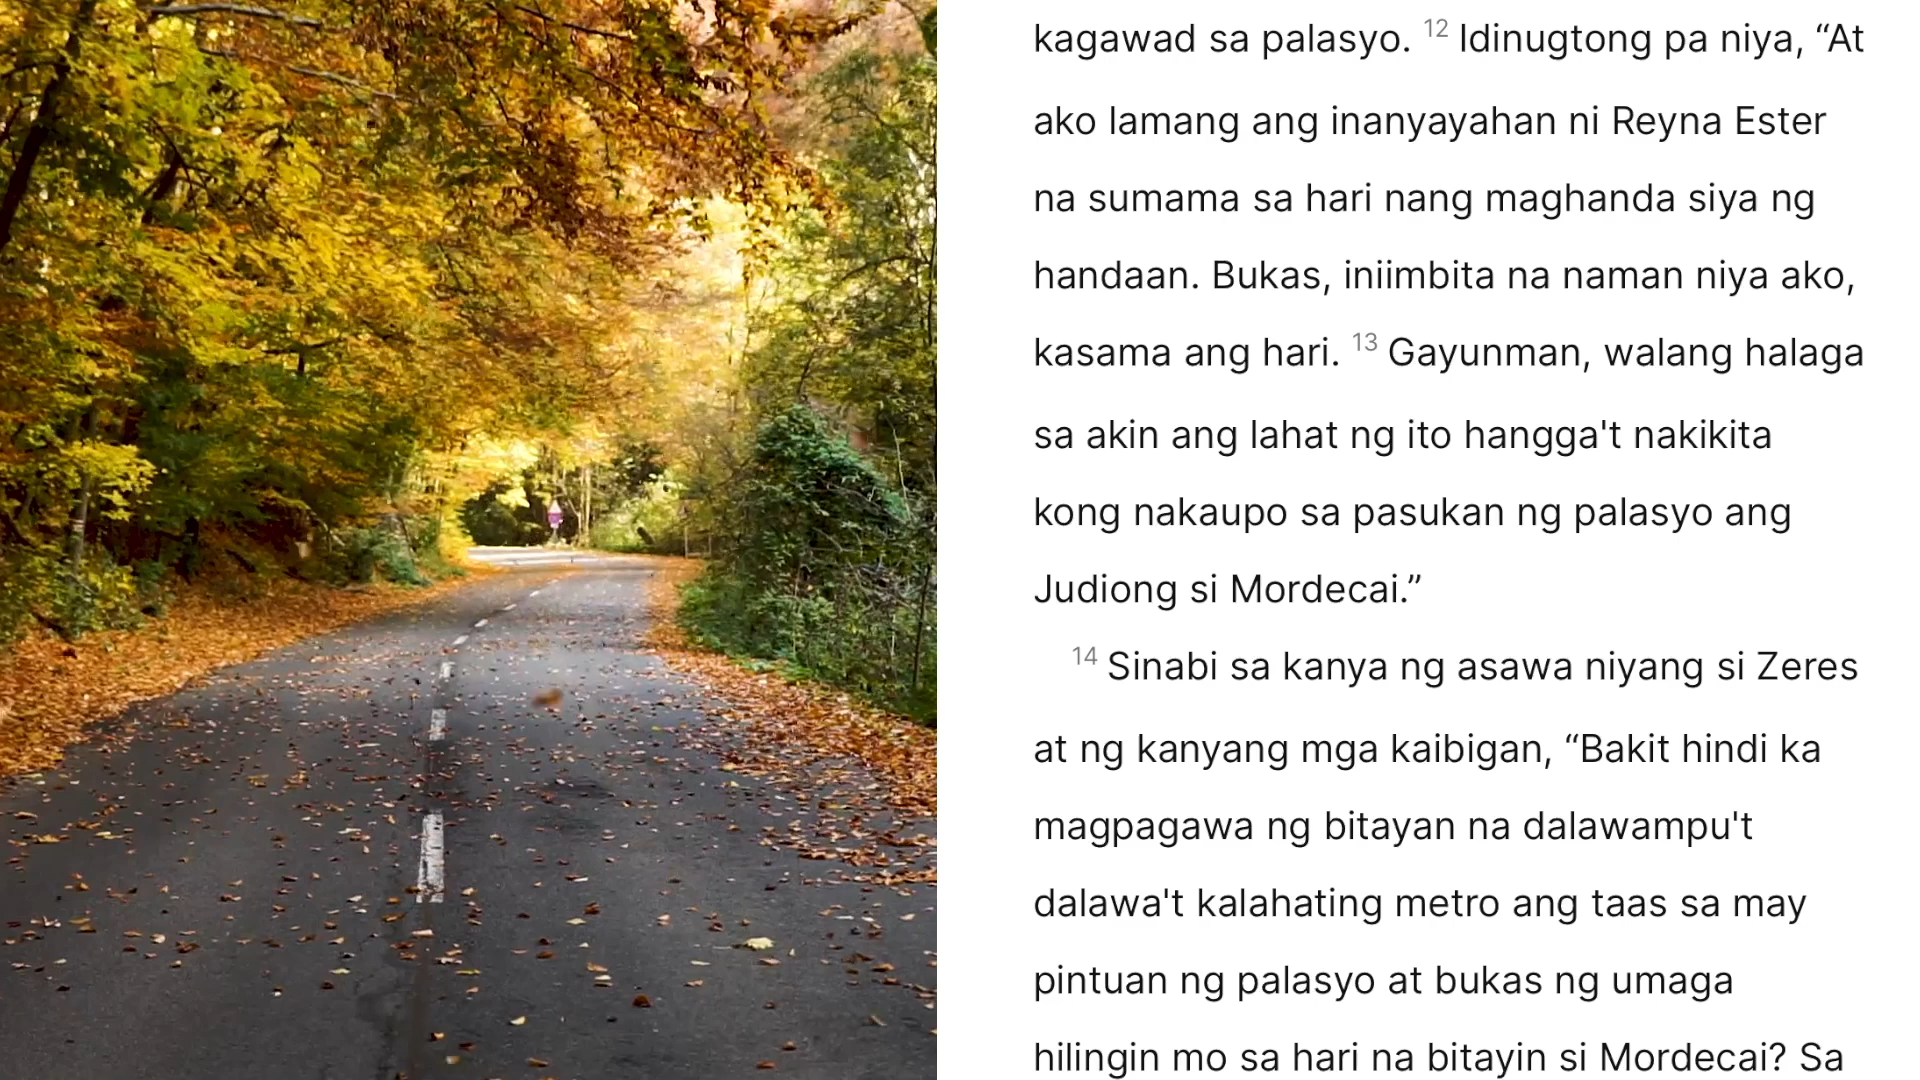 kagawad sa palasyo. 12 Idinugtong pa niya, “At
ako lamang ang inanyayahan ni Reyna Ester
na sumama sa hari nang maghanda siya ng
handaan. Bukas, iniimbita na naman niya ako,
kasama ang hari. 13 Gayunman, walang halaga
sa akin ang lahat ng ito hangga't nakikita
kong nakaupo sa pasukan ng palasyo ang
Judiong si Mordecai.”
14 Sinabi sa kanya ng asawa niyang si Zeres
at ng kanyang mga kaibigan, “Bakit hindi ka
magpagawa ng bitayan na dalawampu't
dalawa't kalahating metro ang taas sa may
pintuan ng palasyo at bukas ng umaga
hilingin mo sa hari na bitayin si Mordecai? Sa